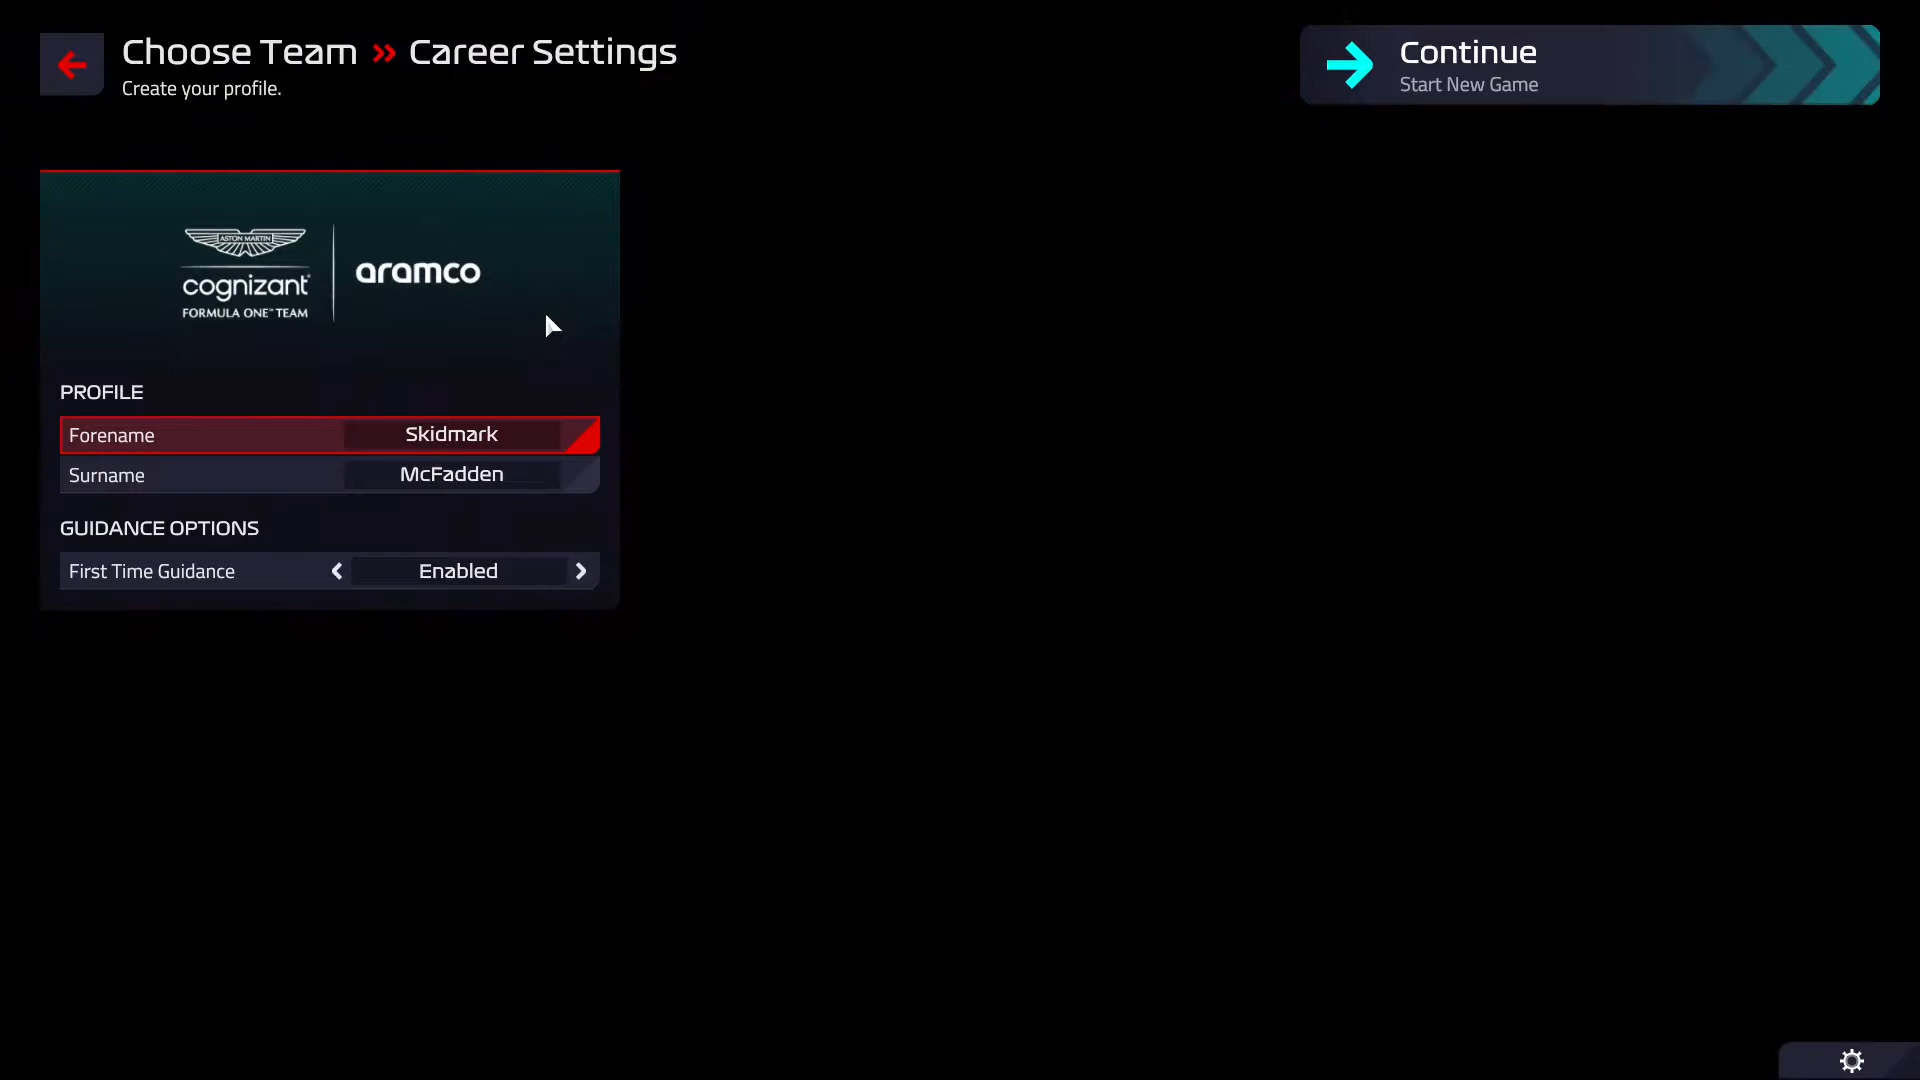 Choose Team » Career Settings
Create your profile.
Continue
Start New Game
ASTON MARTIN
cognizant
FORMULA ONE™ TEAM
aramco
PROFILE
Forename Skidmark
Surname McFadden
GUIDANCE OPTIONS
First Time Guidance Enabled